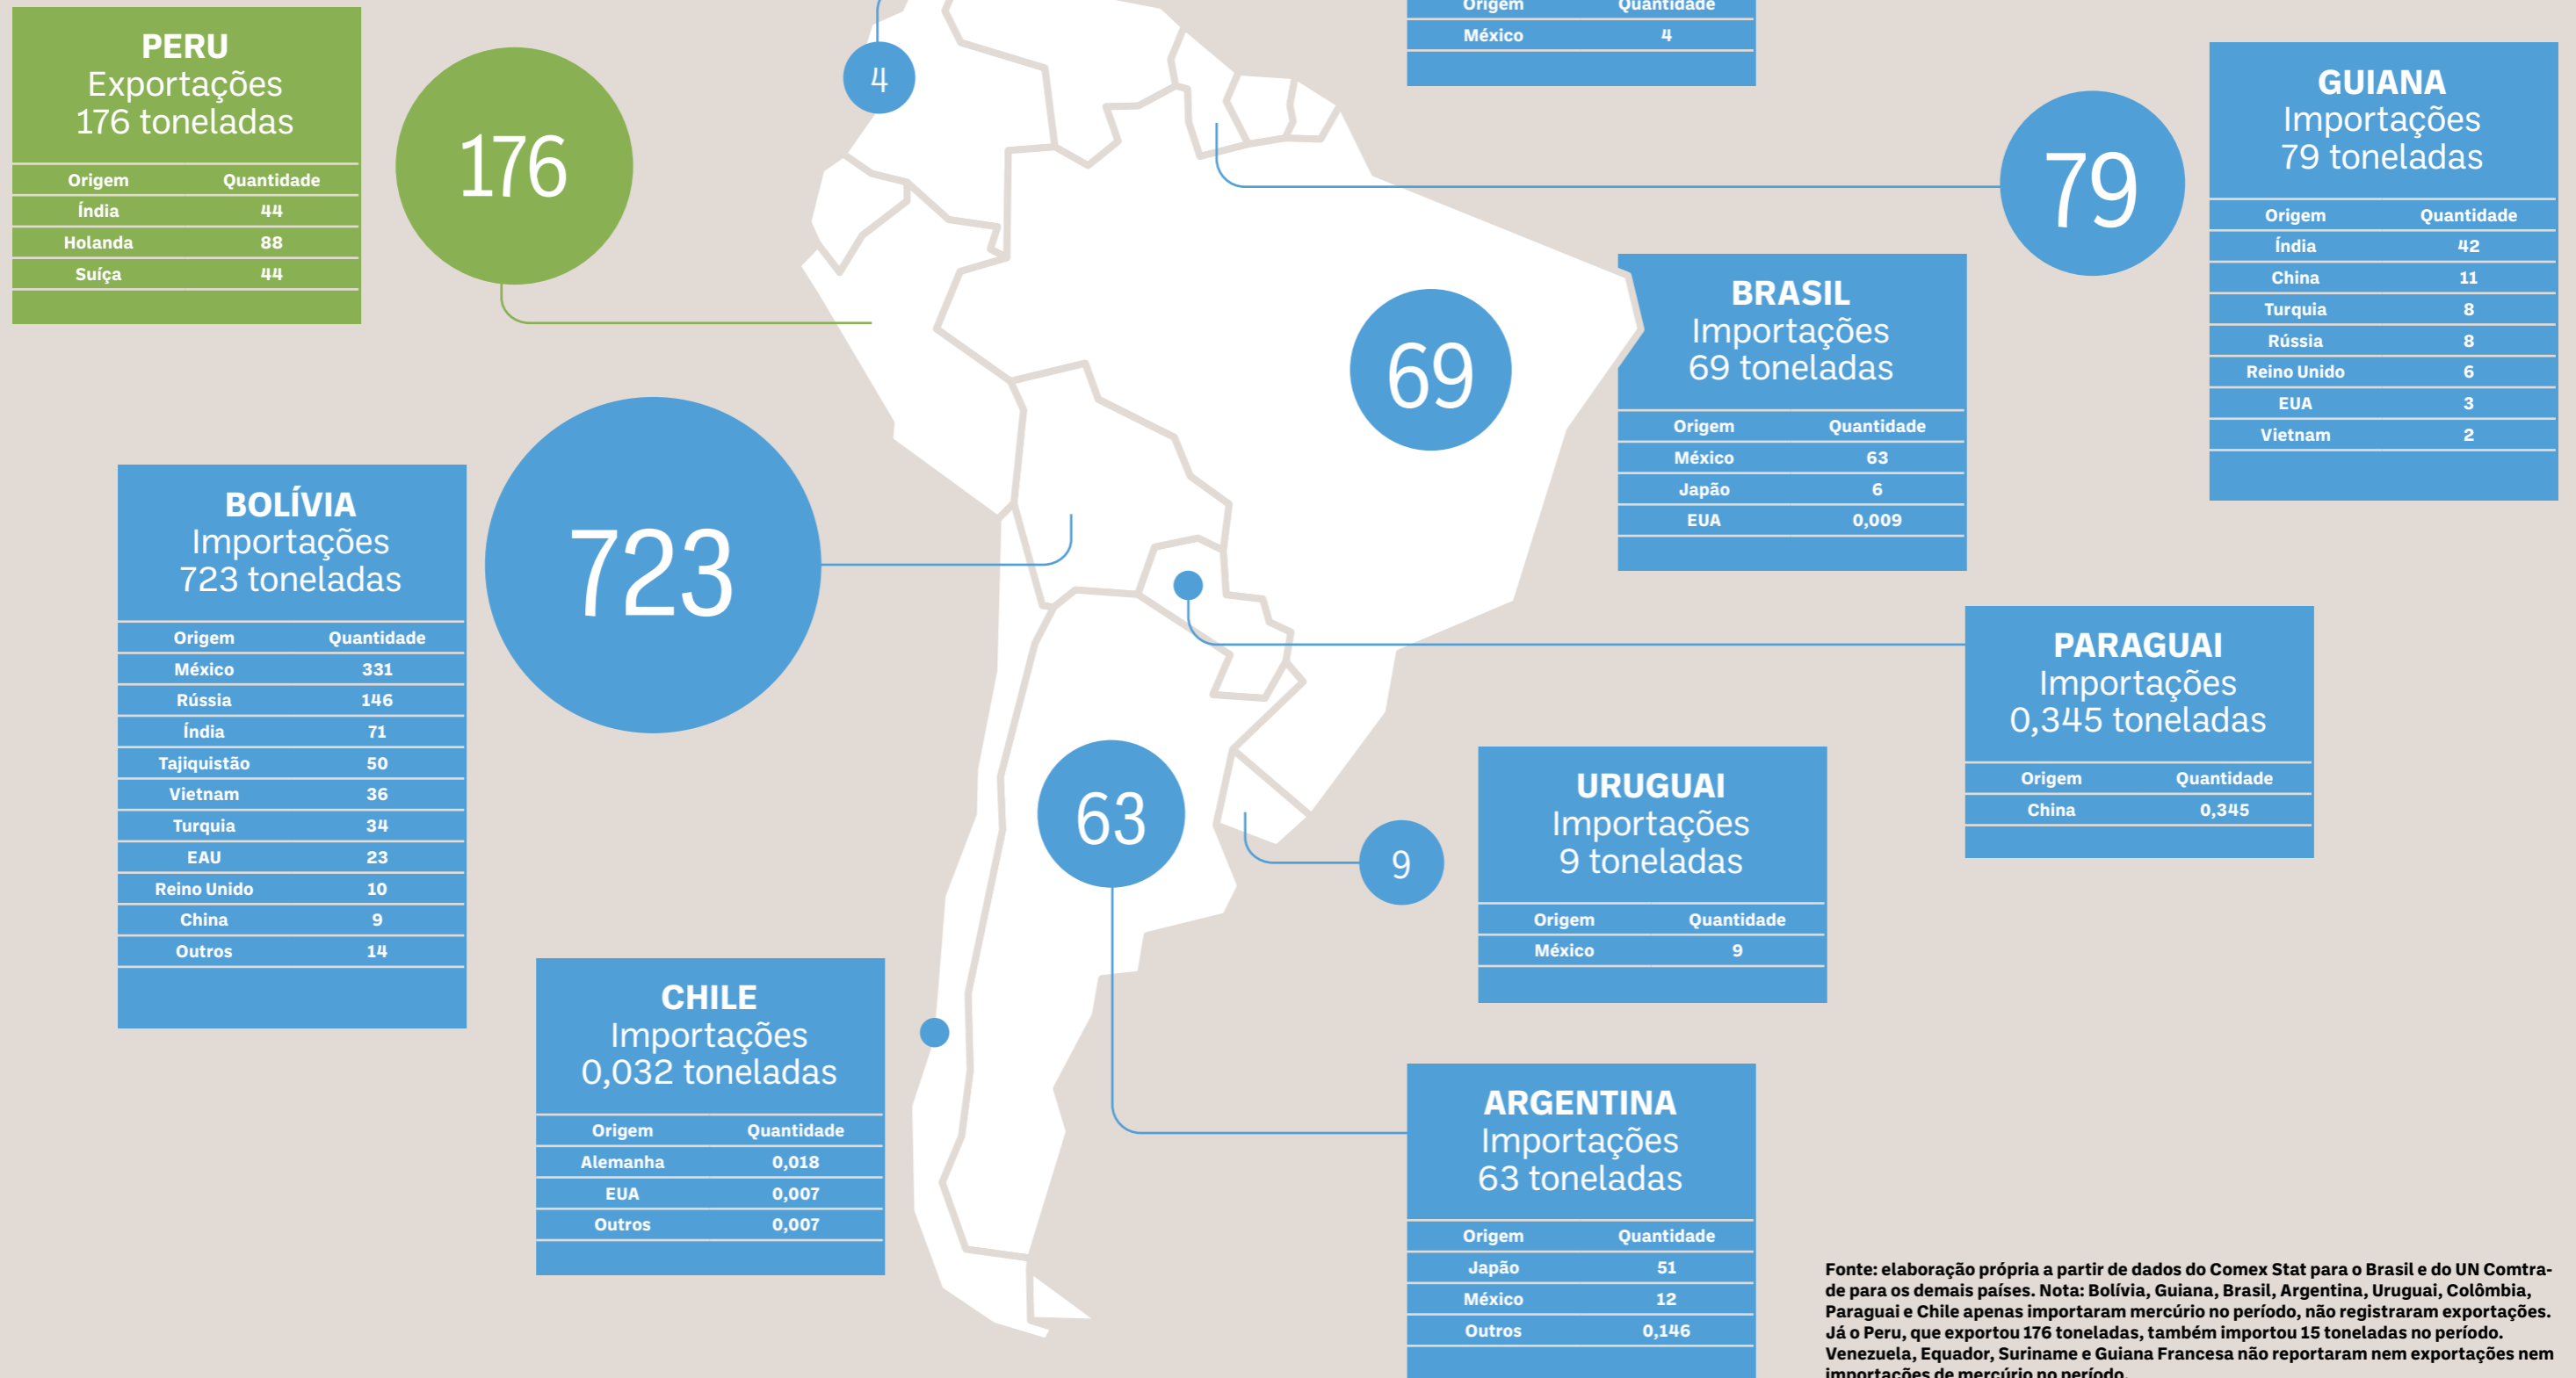 Origem Quantidade
México 4
PERU
Exportações
176 toneladas
Origem Quantidade
Índia 44
Holanda 88
Suíça 44
176
4
79
GUIANA
Importações
79 toneladas
Origem Quantidade
Índia 42
China 11
Turquia 8
Rússia 8
Reino Unido 6
EUA 3
Vietnam 2
69
BRASIL
Importações
69 toneladas
Origem Quantidade
México 63
Japão 6
EUA 0,009
BOLÍVIA
Importações
723 toneladas
Origem Quantidade
México 331
Rússia 146
Índia 71
Tajiquistão 50
Vietnam 36
Turquia 34
EAU 23
Reino Unido 10
China 9
Outros 14
723
PARAGUAI
Importações
0,345 toneladas
Origem Quantidade
China 0,345
63
9
URUGUAI
Importações
9 toneladas
Origem Quantidade
México 9
CHILE
Importações
0,032 toneladas
Origem Quantidade
Alemanha 0,018
EUA 0,007
Outros 0,007
ARGENTINA
Importações
63 toneladas
Origem Quantidade
Japão 51
México 12
Outros 0,146
Fonte: elaboração própria a partir de dados do Comex Stat para o Brasil e do UN Comtra-
de para os demais países. Nota: Bolívia, Guiana, Brasil, Argentina, Uruguai, Colômbia,
Paraguai e Chile apenas importaram mercúrio no período, não registraram exportações.
Já o Peru, que exportou 176 toneladas, também importou 15 toneladas no período.
Venezuela, Equador, Suriname e Guiana Francesa não reportaram nem exportações nem
importações de mercúrio no período.